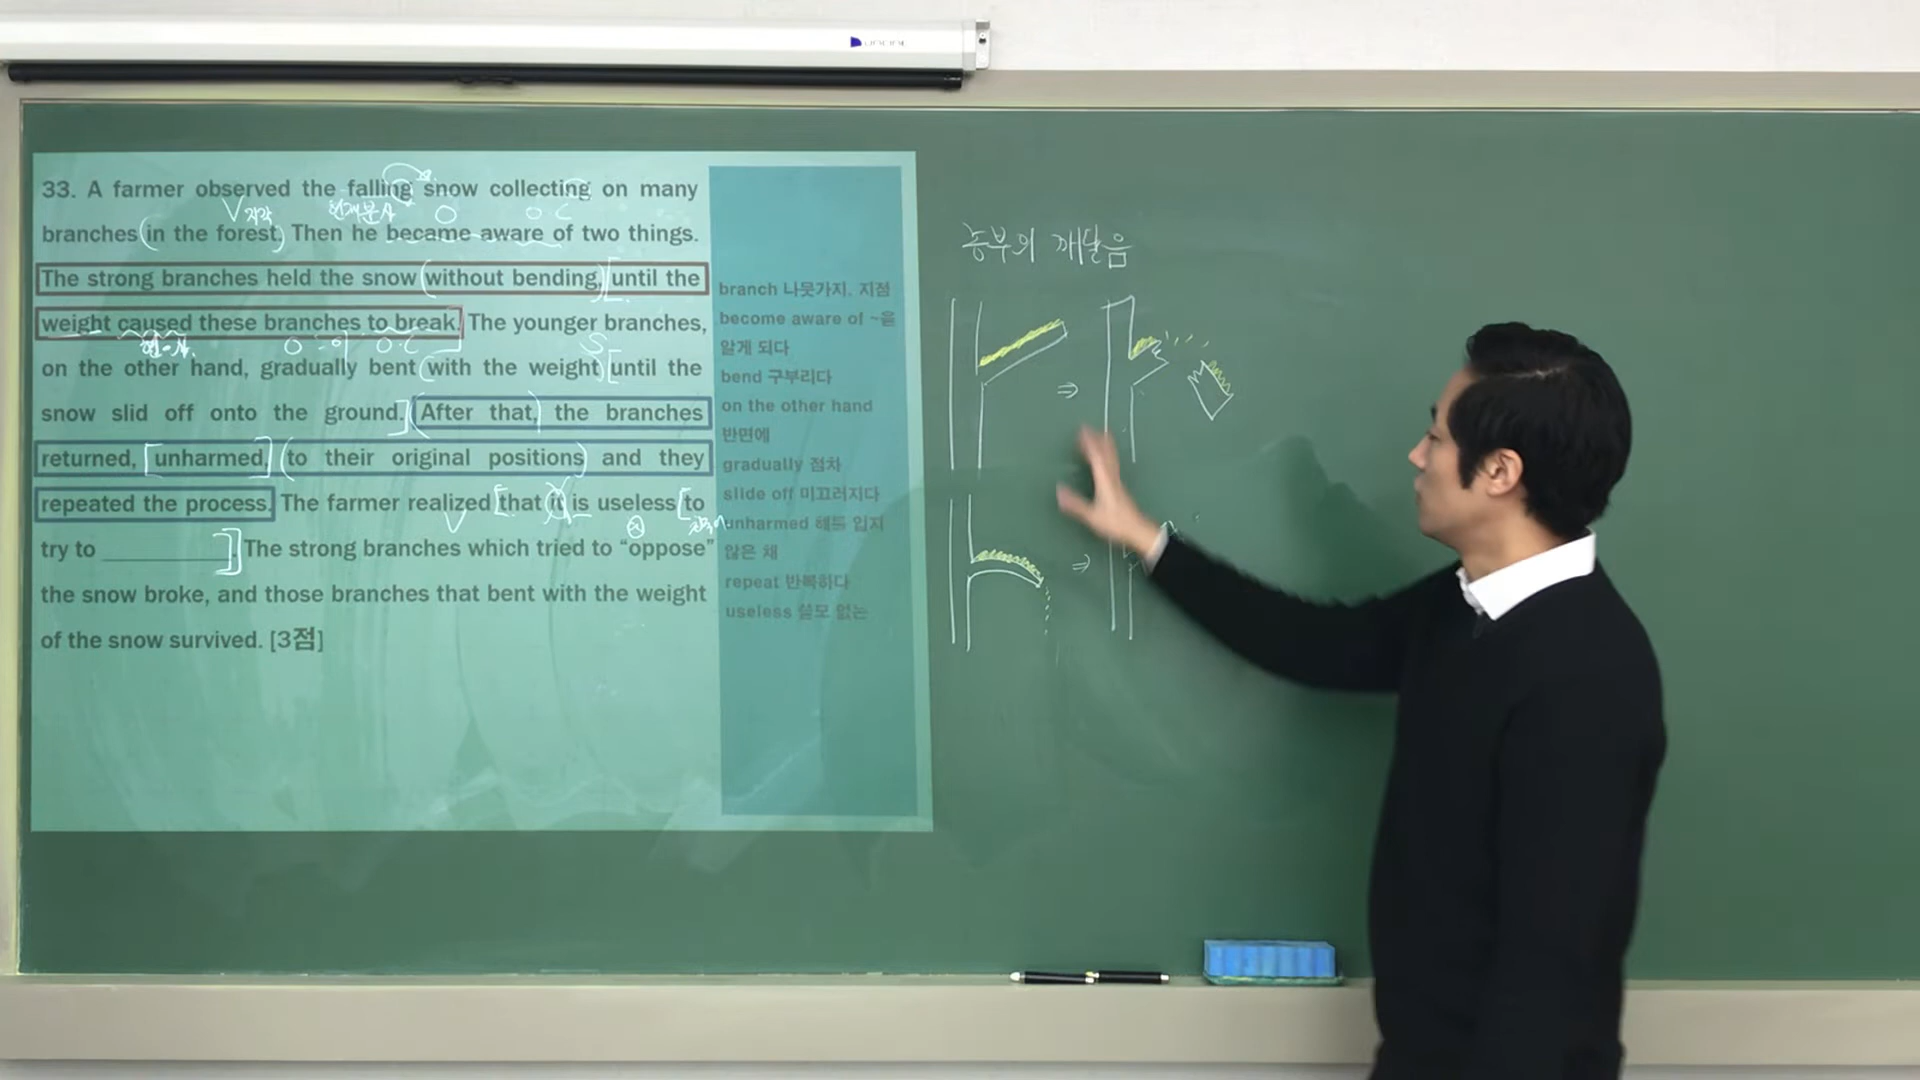 33. A farmer observed the falling snow collecting on many
branches in the forest. Then he became aware of two things.
The strong branches held the snow without bending, until the
weight caused these branches to break. The younger branches,
on the other hand, gradually bent with the weight until the
snow slid off onto the ground. After that, the branches
returned, unharmed, to their original positions and they
repeated the process. The farmer realized that it is useless to
try to __________. The strong branches which tried to “oppose”
the snow broke, and those branches that bent with the weight
of the snow survived. [3점]
V 지각
현재분사
O
O.C
O
O.C
S
V
branch 나뭇가지, 지점
become aware of ~을
알게 되다
bend 구부리다
on the other hand
반면에
gradually 점차
slide off 미끄러지다
unharmed 해를 입지
않은 채
repeat 반복하다
useless 쓸모 없는
농부의 깨달음
⇒
⇒